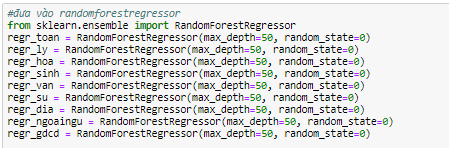 #đưa vào randomforestregressor
from sklearn.ensemble import RandomForestRegressor
regr_toan = RandomForestRegressor(max_depth=50, random_state=0)
regr_ly = RandomForestRegressor(max_depth=50, random_state=0)
regr_hoa = RandomForestRegressor(max_depth=50, random_state=0)
regr_sinh = RandomForestRegressor(max_depth=50, random_state=0)
regr_van = RandomForestRegressor(max_depth=50, random_state=0)
regr_su = RandomForestRegressor(max_depth=50, random_state=0)
regr_dia = RandomForestRegressor(max_depth=50, random_state=0)
regr_ngoaingu = RandomForestRegressor(max_depth=50, random_state=0)
regr_gdcd = RandomForestRegressor(max_depth=50, random_state=0)